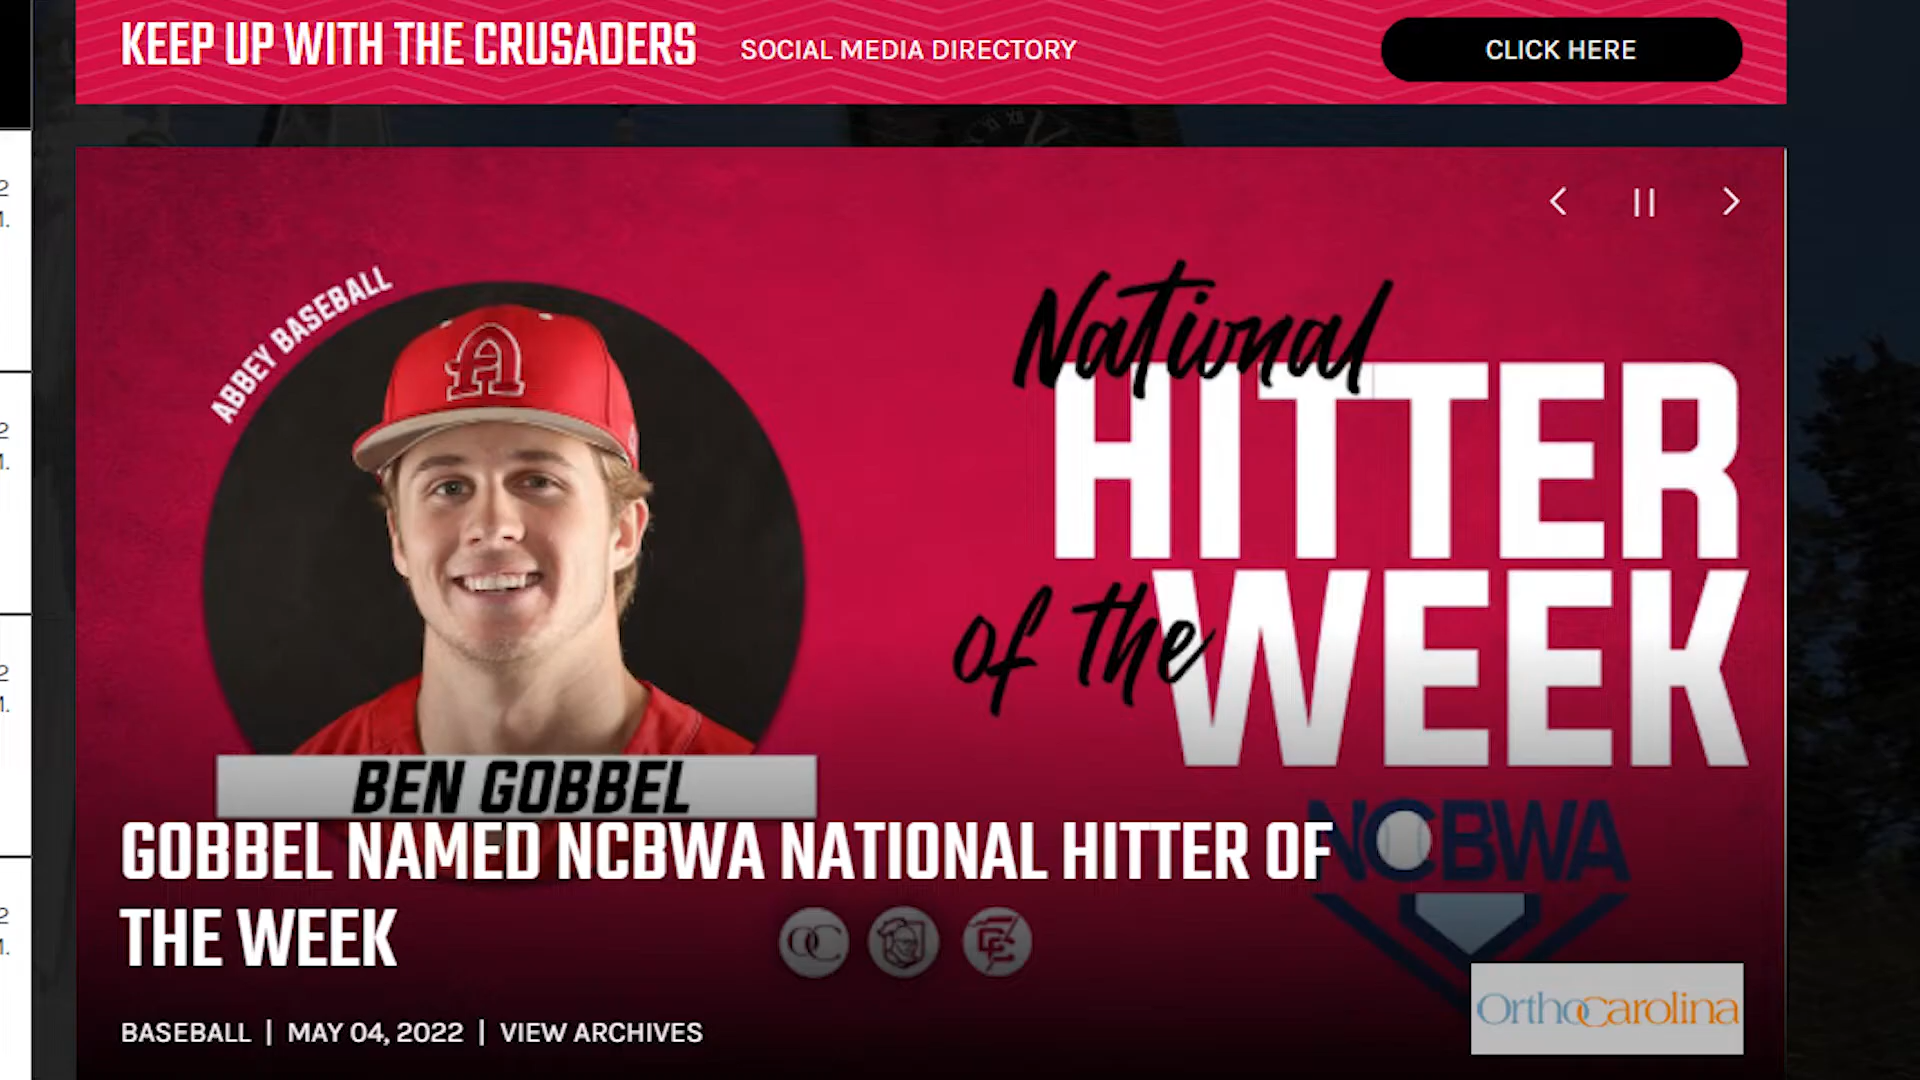 KEEP UP WITH THE CRUSADERS SOCIAL MEDIA DIRECTORY CLICK HERE
ABBEY BASEBALL
A
National
HITTER
of the WEEK
BEN GOBBEL
NCBWA
GOBBEL NAMED NCBWA NATIONAL HITTER OF
THE WEEK
OC
OrthoCarolina
BASEBALL | MAY 04, 2022 | VIEW ARCHIVES